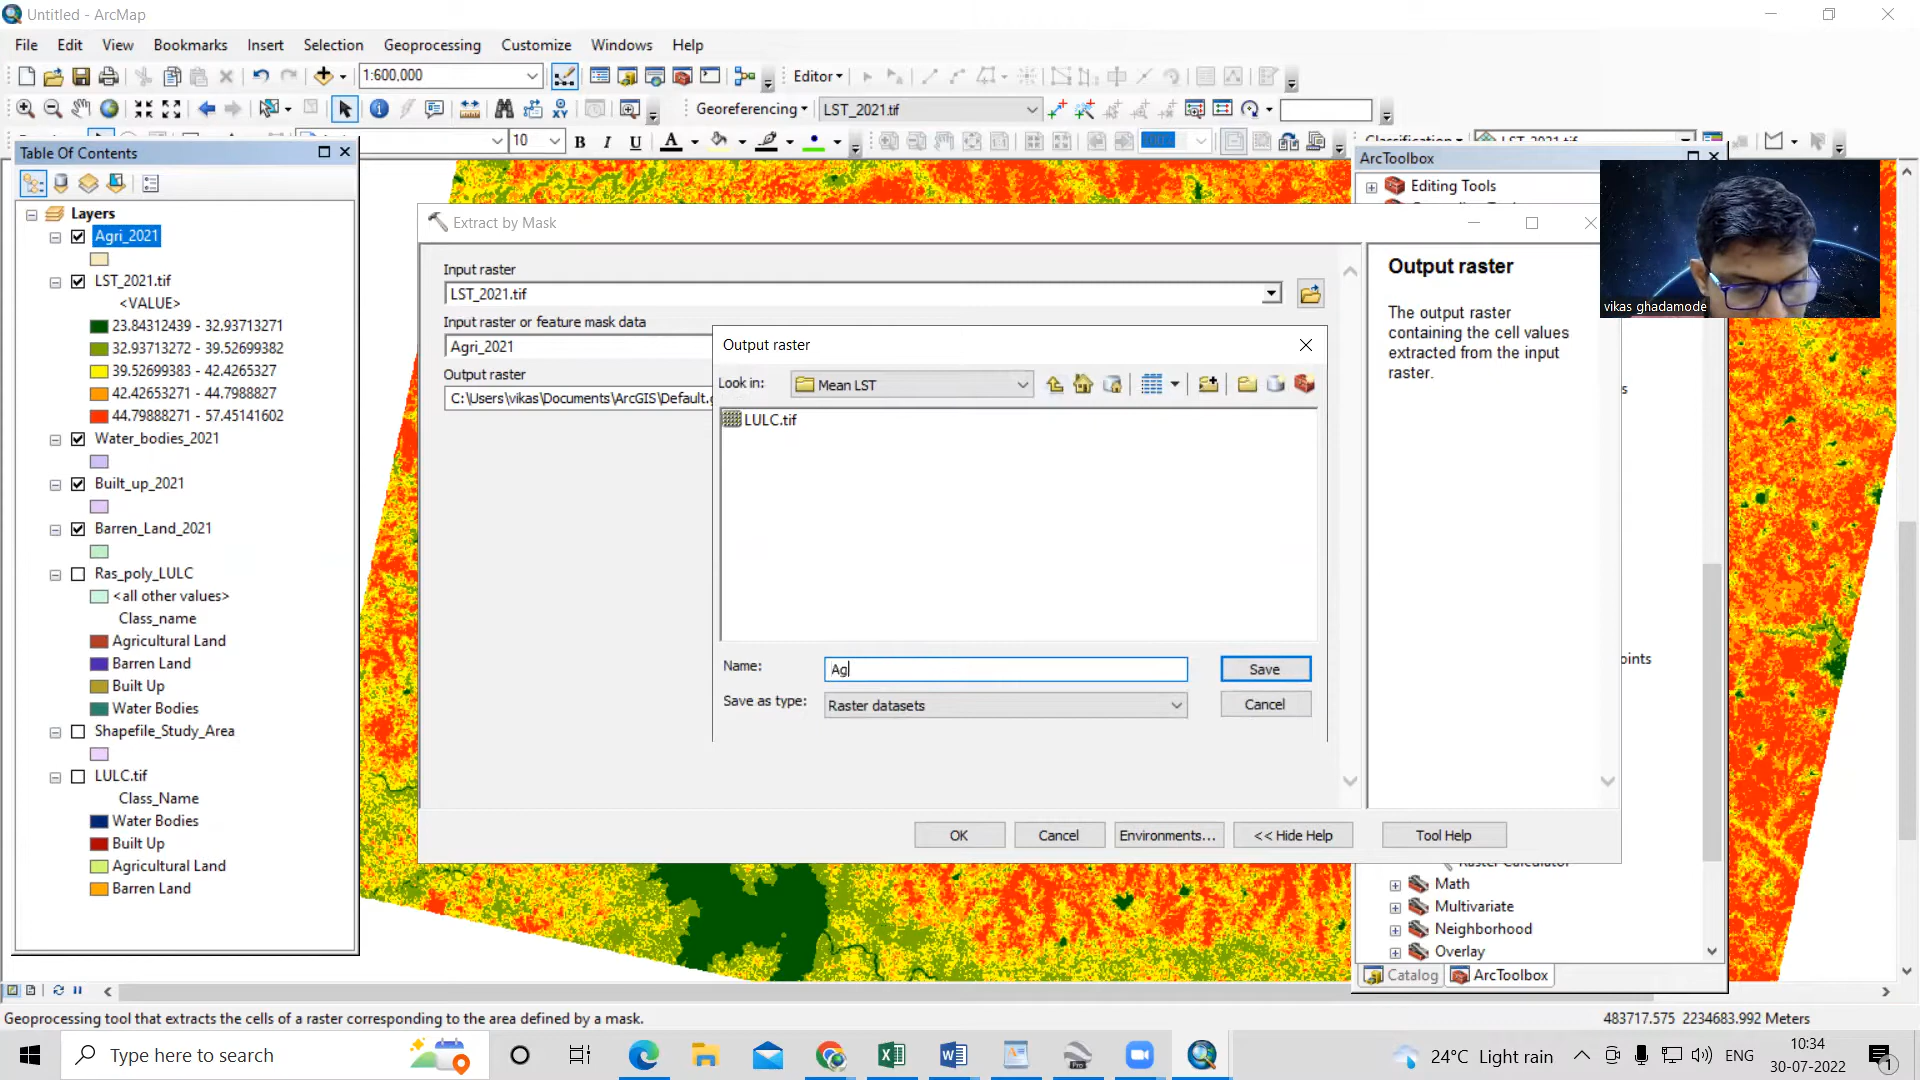 Untitled - ArcMap
File Edit View Bookmarks Insert Selection Geoprocessing Customize Windows Help
1:600,000
Editor
Georeferencing
LST_2021.tif
10
B I U A
Table Of Contents
Layers
Agri_2021
LST_2021.tif
<VALUE>
23.84312439 - 32.93713271
32.93713272 - 39.52699382
39.52699383 - 42.4265327
42.42653271 - 44.7988827
44.79888271 - 57.45141602
Water_bodies_2021
Built_up_2021
Barren_Land_2021
Ras_poly_LULC
<all other values>
Class_name
Agricultural Land
Barren Land
Built Up
Water Bodies
Shapefile_Study_Area
LULC.tif
Class_Name
Water Bodies
Built Up
Agricultural Land
Barren Land
Extract by Mask
Input raster
LST_2021.tif
Input raster or feature mask data
Agri_2021
Output raster
C:\Users\vikas\Documents\ArcGIS\Default.g
Output raster
Look in:
Mean LST
LULC.tif
Name:
Ag
Save
Save as type:
Raster datasets
Cancel
OK
Cancel
Environments...
<< Hide Help
Tool Help
Output raster
The output raster
containing the cell values
extracted from the input
raster.
ArcToolbox
Editing Tools
vikas ghadamode
oints
Raster Calculator
Math
Multivariate
Neighborhood
Overlay
Catalog
ArcToolbox
Geoprocessing tool that extracts the cells of a raster corresponding to the area defined by a mask.
483717.575 2234683.992 Meters
Type here to search
24°C Light rain
ENG
10:34
30-07-2022
1